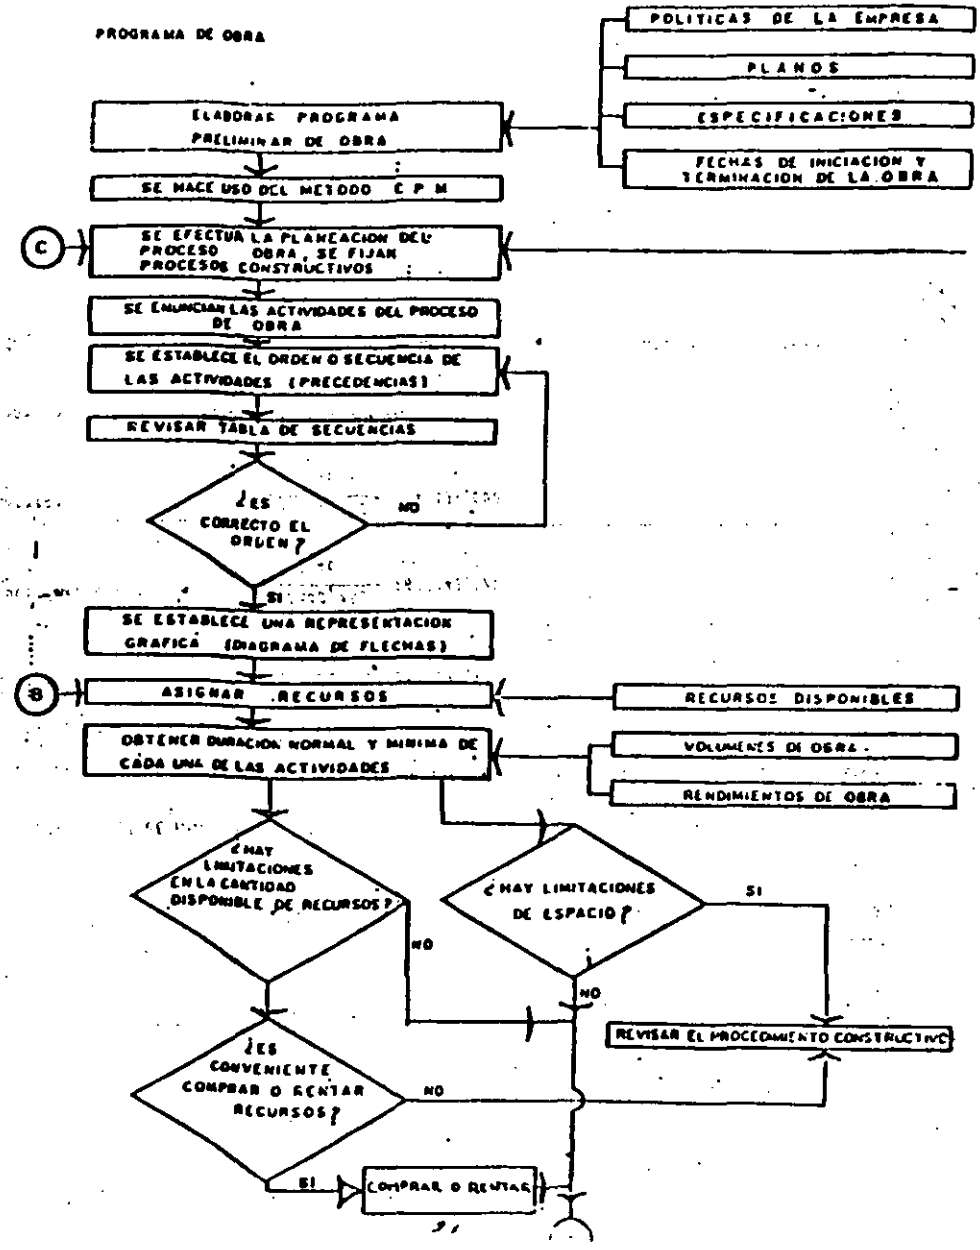 PROGRAMA DE OBRA
POLITICAS DE LA EMPRESA
PLANOS
ESPECIFICACIONES
FECHAS DE INICIACION Y
TERMINACION DE LA OBRA
ELABORAR PROGRAMA
PRELIMINAR DE OBRA
SE HACE USO DEL METODO C P M
C
SE EFECTUA LA PLANEACION DEL
PROCESO OBRA, SE FIJAN
PROCESOS CONSTRUCTIVOS
SE ENUNCIAN LAS ACTIVIDADES DEL PROCESO
DE OBRA
SE ESTABLECE EL ORDEN O SECUENCIA DE
LAS ACTIVIDADES (PRECEDENCIAS)
REVISAR TABLA DE SECUENCIAS
¿ES
CORRECTO EL
ORDEN?
NO
SI
SE ESTABLECE UNA REPRESENTACION
GRAFICA (DIAGRAMA DE FLECHAS)
B
ASIGNAR RECURSOS
RECURSOS DISPONIBLES
OBTENER DURACION NORMAL Y MINIMA DE
CADA UNA DE LAS ACTIVIDADES
VOLUMENES DE OBRA
RENDIMIENTOS DE OBRA
¿HAY
LIMITACIONES
EN LA CANTIDAD
DISPONIBLE DE RECURSOS?
NO
¿HAY LIMITACIONES
DE ESPACIO?
SI
NO
REVISAR EL PROCEDIMIENTO CONSTRUCTIVO
¿ES
CONVENIENTE
COMPRAR O RENTAR
RECURSOS?
NO
SI
COMPRAR O RENTAR